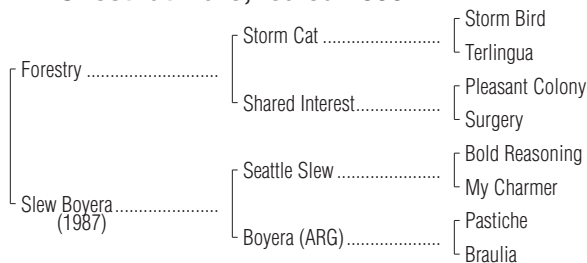 Storm Bird
Storm Cat ........................
Terlingua
Forestry ...................................
Pleasant Colony
Shared Interest...................
Surgery
Bold Reasoning
Seattle Slew .......................
My Charmer
Slew Boyera ...........................
(1987)
Pastiche
Boyera (ARG).....................
Braulia